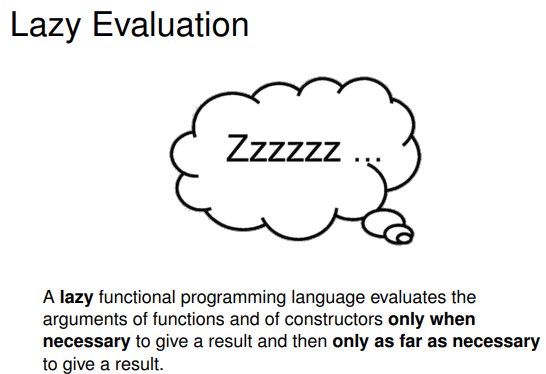 Lazy Evaluation
Zzzzzz ...
A lazy functional programming language evaluates the
arguments of functions and of constructors only when
necessary to give a result and then only as far as necessary
to give a result.